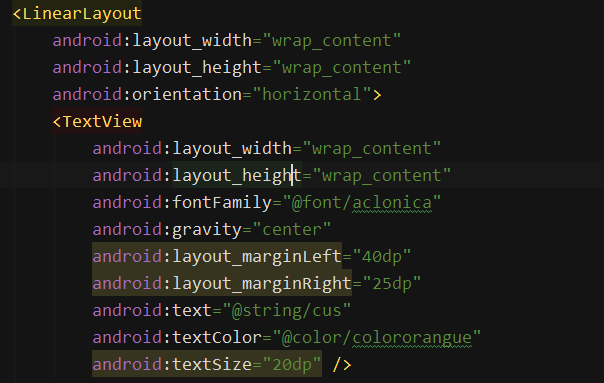 <LinearLayout
android:layout_width="wrap_content"
android:layout_height="wrap_content"
android:orientation="horizontal">
<TextView
android:layout_width="wrap_content"
android:layout_height="wrap_content"
android:fontFamily="@font/aclonica"
android:gravity="center"
android:layout_marginLeft="40dp"
android:layout_marginRight="25dp"
android:text="@string/cus"
android:textColor="@color/colororangue"
android:textSize="20dp" />